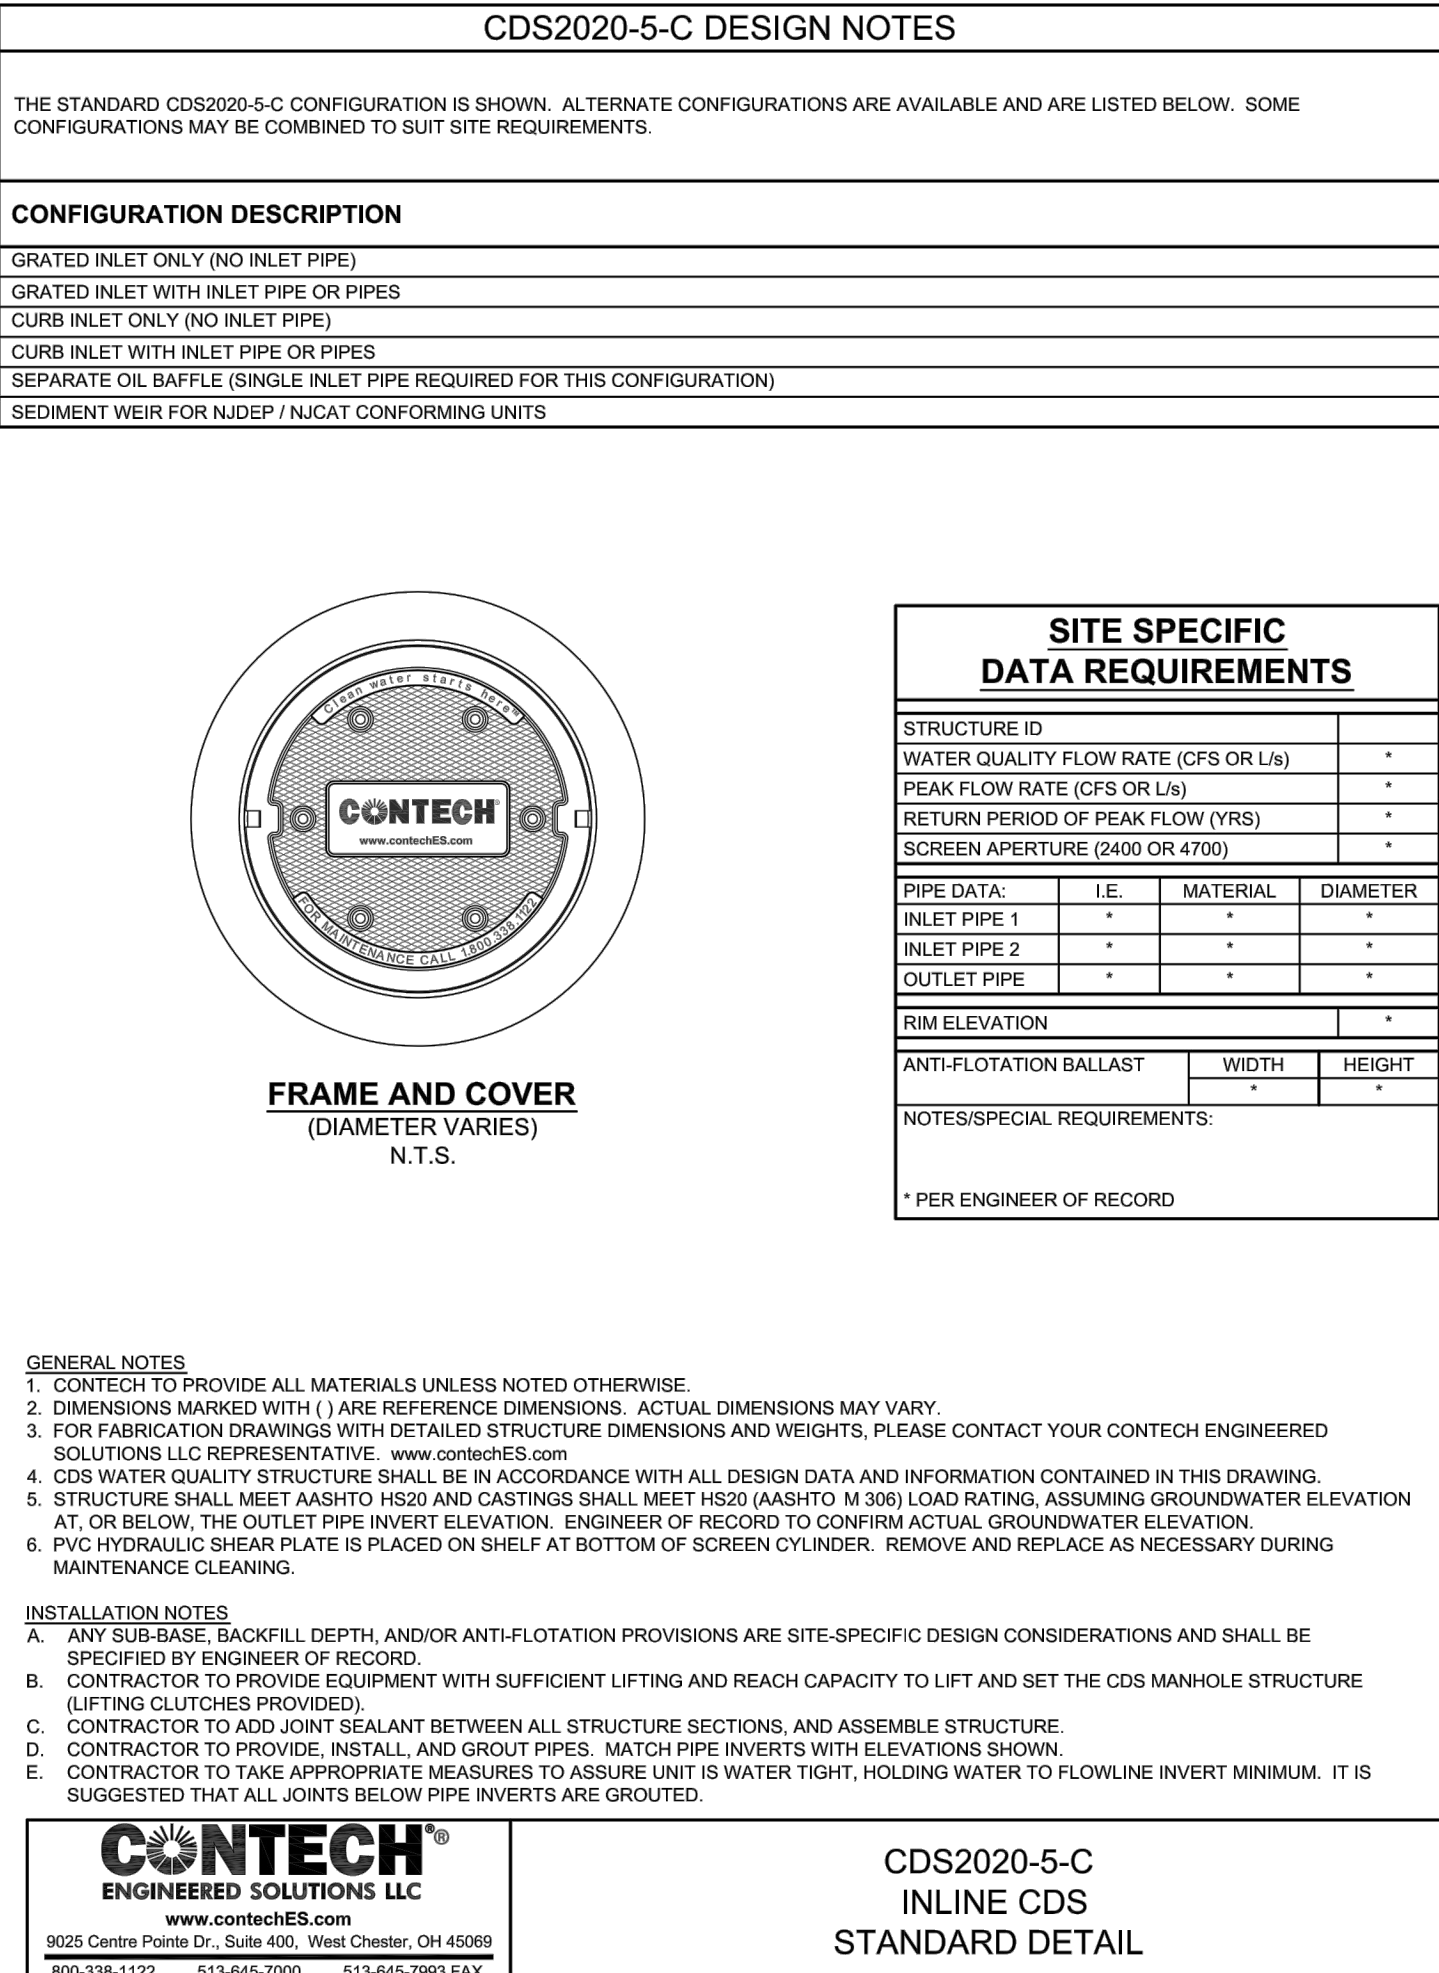 CDS2020-5-C DESIGN NOTES
THE STANDARD CDS2020-5-C CONFIGURATION IS SHOWN. ALTERNATE CONFIGURATIONS ARE AVAILABLE AND ARE LISTED BELOW. SOME
CONFIGURATIONS MAY BE COMBINED TO SUIT SITE REQUIREMENTS.
CONFIGURATION DESCRIPTION
GRATED INLET ONLY (NO INLET PIPE)
GRATED INLET WITH INLET PIPE OR PIPES
CURB INLET ONLY (NO INLET PIPE)
CURB INLET WITH INLET PIPE OR PIPES
SEPARATE OIL BAFFLE (SINGLE INLET PIPE REQUIRED FOR THIS CONFIGURATION)
SEDIMENT WEIR FOR NJDEP / NJCAT CONFORMING UNITS
Clean water starts here™
CONTECH®
www.contechES.com
FOR MAINTENANCE CALL 1.800.338.1122
FRAME AND COVER
(DIAMETER VARIES)
N.T.S.
SITE SPECIFIC
DATA REQUIREMENTS
STRUCTURE ID
WATER QUALITY FLOW RATE (CFS OR L/s) *
PEAK FLOW RATE (CFS OR L/s) *
RETURN PERIOD OF PEAK FLOW (YRS) *
SCREEN APERTURE (2400 OR 4700) *
PIPE DATA: I.E. MATERIAL DIAMETER
INLET PIPE 1 * * *
INLET PIPE 2 * * *
OUTLET PIPE * * *
RIM ELEVATION *
ANTI-FLOTATION BALLAST WIDTH HEIGHT
* *
NOTES/SPECIAL REQUIREMENTS:
* PER ENGINEER OF RECORD
GENERAL NOTES
1. CONTECH TO PROVIDE ALL MATERIALS UNLESS NOTED OTHERWISE.
2. DIMENSIONS MARKED WITH ( ) ARE REFERENCE DIMENSIONS. ACTUAL DIMENSIONS MAY VARY.
3. FOR FABRICATION DRAWINGS WITH DETAILED STRUCTURE DIMENSIONS AND WEIGHTS, PLEASE CONTACT YOUR CONTECH ENGINEERED
SOLUTIONS LLC REPRESENTATIVE. www.contechES.com
4. CDS WATER QUALITY STRUCTURE SHALL BE IN ACCORDANCE WITH ALL DESIGN DATA AND INFORMATION CONTAINED IN THIS DRAWING.
5. STRUCTURE SHALL MEET AASHTO HS20 AND CASTINGS SHALL MEET HS20 (AASHTO M 306) LOAD RATING, ASSUMING GROUNDWATER ELEVATION
AT, OR BELOW, THE OUTLET PIPE INVERT ELEVATION. ENGINEER OF RECORD TO CONFIRM ACTUAL GROUNDWATER ELEVATION.
6. PVC HYDRAULIC SHEAR PLATE IS PLACED ON SHELF AT BOTTOM OF SCREEN CYLINDER. REMOVE AND REPLACE AS NECESSARY DURING
MAINTENANCE CLEANING.
INSTALLATION NOTES
A. ANY SUB-BASE, BACKFILL DEPTH, AND/OR ANTI-FLOTATION PROVISIONS ARE SITE-SPECIFIC DESIGN CONSIDERATIONS AND SHALL BE
SPECIFIED BY ENGINEER OF RECORD.
B. CONTRACTOR TO PROVIDE EQUIPMENT WITH SUFFICIENT LIFTING AND REACH CAPACITY TO LIFT AND SET THE CDS MANHOLE STRUCTURE
(LIFTING CLUTCHES PROVIDED).
C. CONTRACTOR TO ADD JOINT SEALANT BETWEEN ALL STRUCTURE SECTIONS, AND ASSEMBLE STRUCTURE.
D. CONTRACTOR TO PROVIDE, INSTALL, AND GROUT PIPES. MATCH PIPE INVERTS WITH ELEVATIONS SHOWN.
E. CONTRACTOR TO TAKE APPROPRIATE MEASURES TO ASSURE UNIT IS WATER TIGHT, HOLDING WATER TO FLOWLINE INVERT MINIMUM. IT IS
SUGGESTED THAT ALL JOINTS BELOW PIPE INVERTS ARE GROUTED.
CONTECH®®
ENGINEERED SOLUTIONS LLC
www.contechES.com
9025 Centre Pointe Dr., Suite 400, West Chester, OH 45069
800-338-1122 513-645-7000 513-645-7993 FAX
CDS2020-5-C
INLINE CDS
STANDARD DETAIL